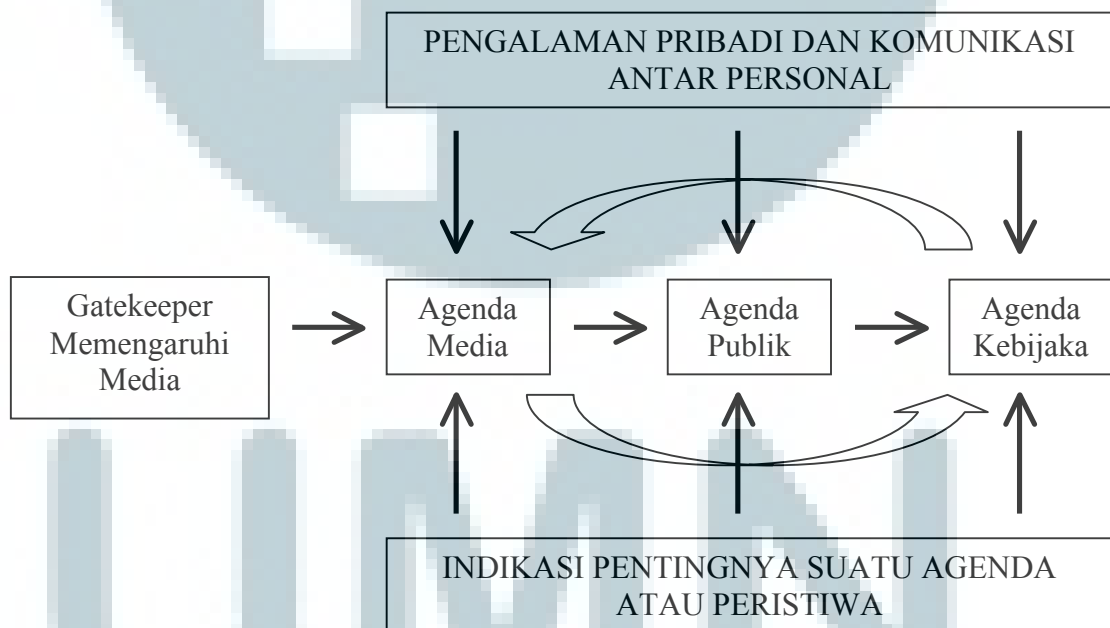 PENGALAMAN PRIBADI DAN KOMUNIKASI
ANTAR PERSONAL
Gatekeeper
Memengaruhi
Media
Agenda
Media
Agenda
Publik
Agenda
Kebijaka
INDIKASI PENTINGNYA SUATU AGENDA
ATAU PERISTIWA
UMN